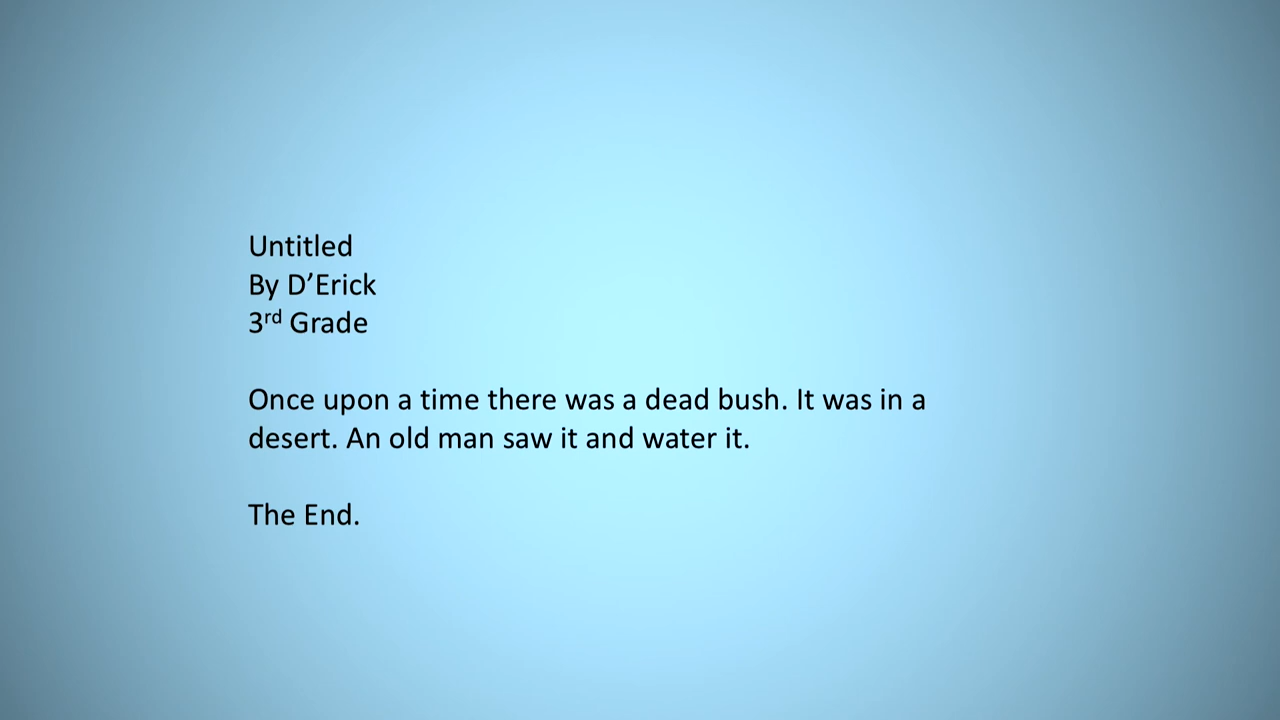 Untitled
By D’Erick
3rd Grade
Once upon a time there was a dead bush. It was in a
desert. An old man saw it and water it.
The End.